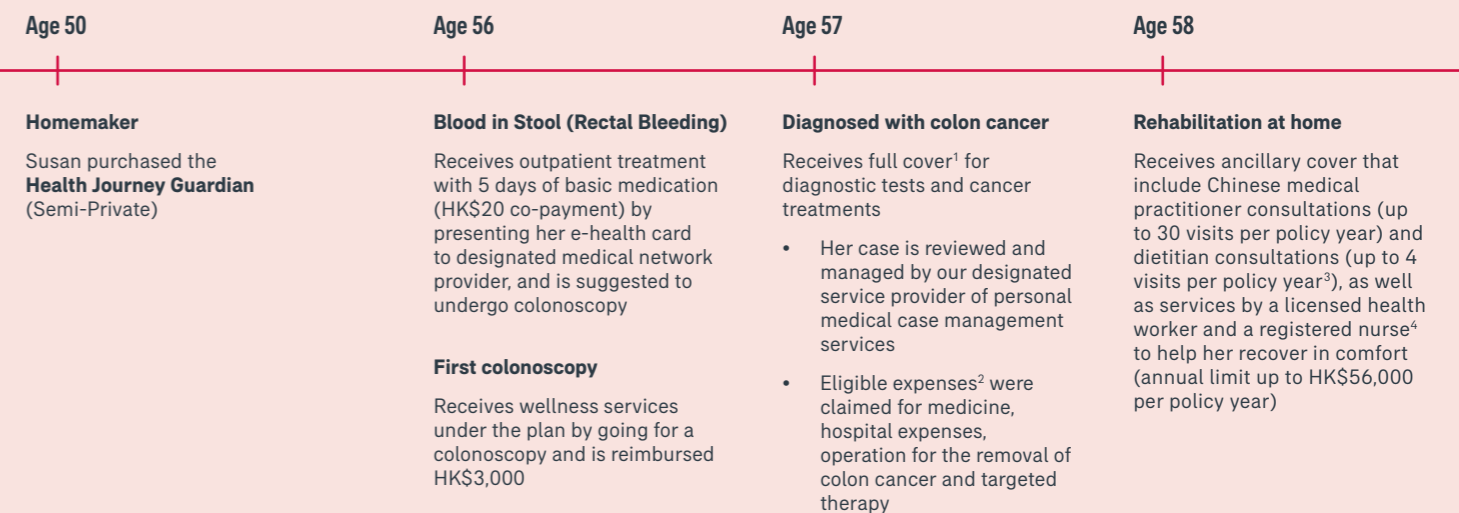 Age 50
Homemaker
Susan purchased the
Health Journey Guardian
(Semi-Private)
Age 56
Blood in Stool (Rectal Bleeding)
Receives outpatient treatment
with 5 days of basic medication
(HK$20 co-payment) by
presenting her e-health card
to designated medical network
provider, and is suggested to
undergo colonoscopy
First colonoscopy
Receives wellness services
under the plan by going for a
colonoscopy and is reimbursed
HK$3,000
Age 57
Diagnosed with colon cancer
Receives full cover¹ for
diagnostic tests and cancer
treatments
• Her case is reviewed and
managed by our designated
service provider of personal
medical case management
services
• Eligible expenses² were
claimed for medicine,
hospital expenses,
operation for the removal of
colon cancer and targeted
therapy
Age 58
Rehabilitation at home
Receives ancillary cover that
include Chinese medical
practitioner consultations (up
to 30 visits per policy year) and
dietitian consultations (up to 4
visits per policy year³), as well
as services by a licensed health
worker and a registered nurse⁴
to help her recover in comfort
(annual limit up to HK$56,000
per policy year)